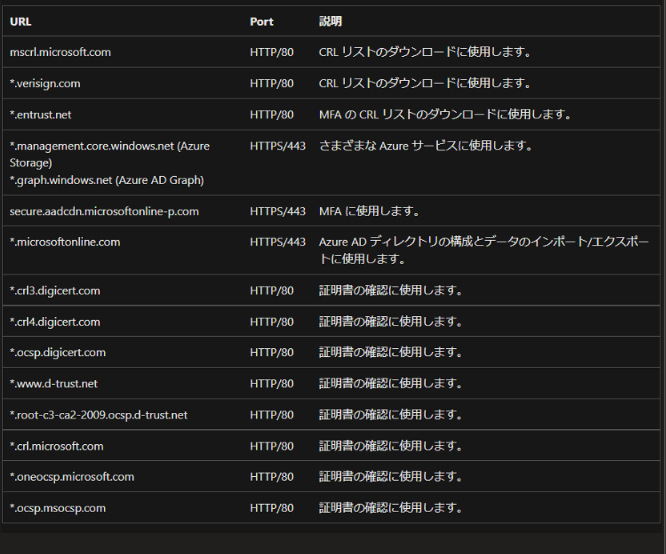 URL Port 説明
mscrl.microsoft.com HTTP/80 CRL リストのダウンロードに使用します。
*.verisign.com HTTP/80 CRL リストのダウンロードに使用します。
*.entrust.net HTTP/80 MFA の CRL リストのダウンロードに使用します。
*.management.core.windows.net (Azure HTTPS/443 さまざまな Azure サービスに使用します。
Storage)
*.graph.windows.net (Azure AD Graph)
secure.aadcdn.microsoftonline-p.com HTTPS/443 MFA に使用します。
*.microsoftonline.com HTTPS/443 Azure AD ディレクトリの構成とデータのインポート/エクスポー
トに使用します。
*.crl3.digicert.com HTTP/80 証明書の確認に使用します。
*.crl4.digicert.com HTTP/80 証明書の確認に使用します。
*.ocsp.digicert.com HTTP/80 証明書の確認に使用します。
*.www.d-trust.net HTTP/80 証明書の確認に使用します。
*.root-c3-ca2-2009.ocsp.d-trust.net HTTP/80 証明書の確認に使用します。
*.crl.microsoft.com HTTP/80 証明書の確認に使用します。
*.oneocsp.microsoft.com HTTP/80 証明書の確認に使用します。
*.ocsp.msocsp.com HTTP/80 証明書の確認に使用します。